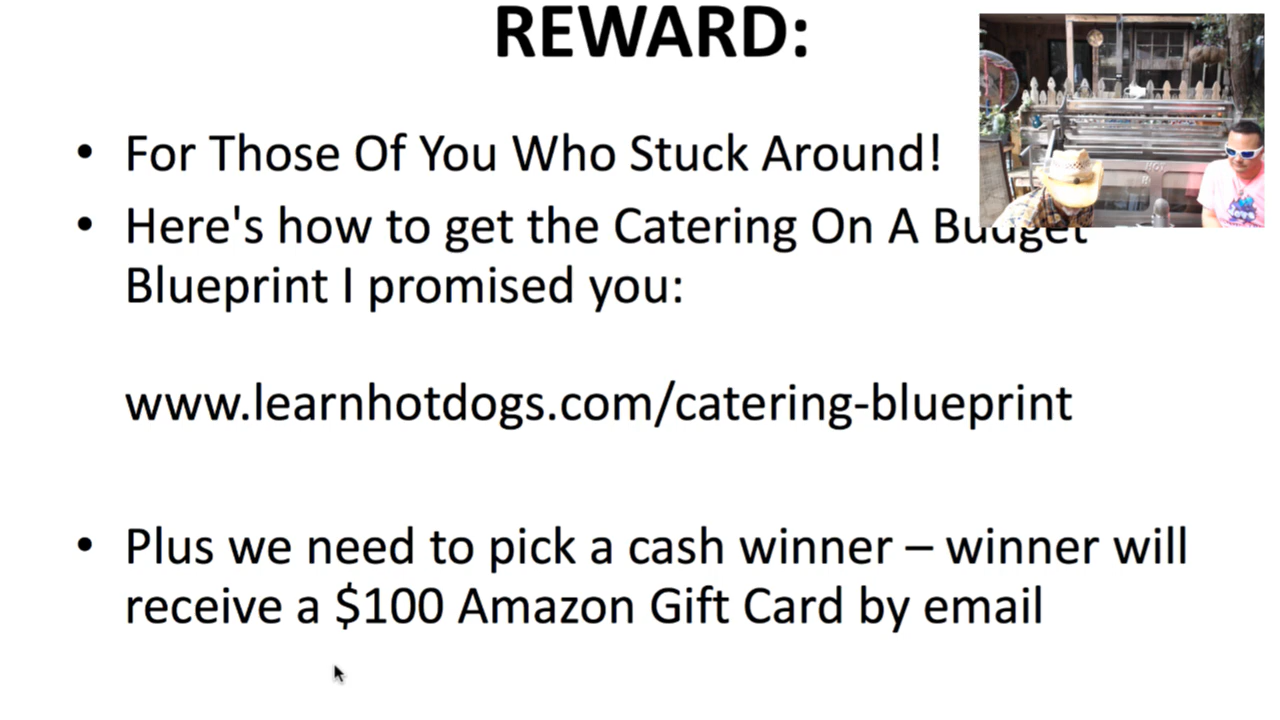 REWARD:
• For Those Of You Who Stuck Around!
• Here's how to get the Catering On A Budget
Blueprint I promised you:
www.learnhotdogs.com/catering-blueprint
• Plus we need to pick a cash winner – winner will
receive a $100 Amazon Gift Card by email